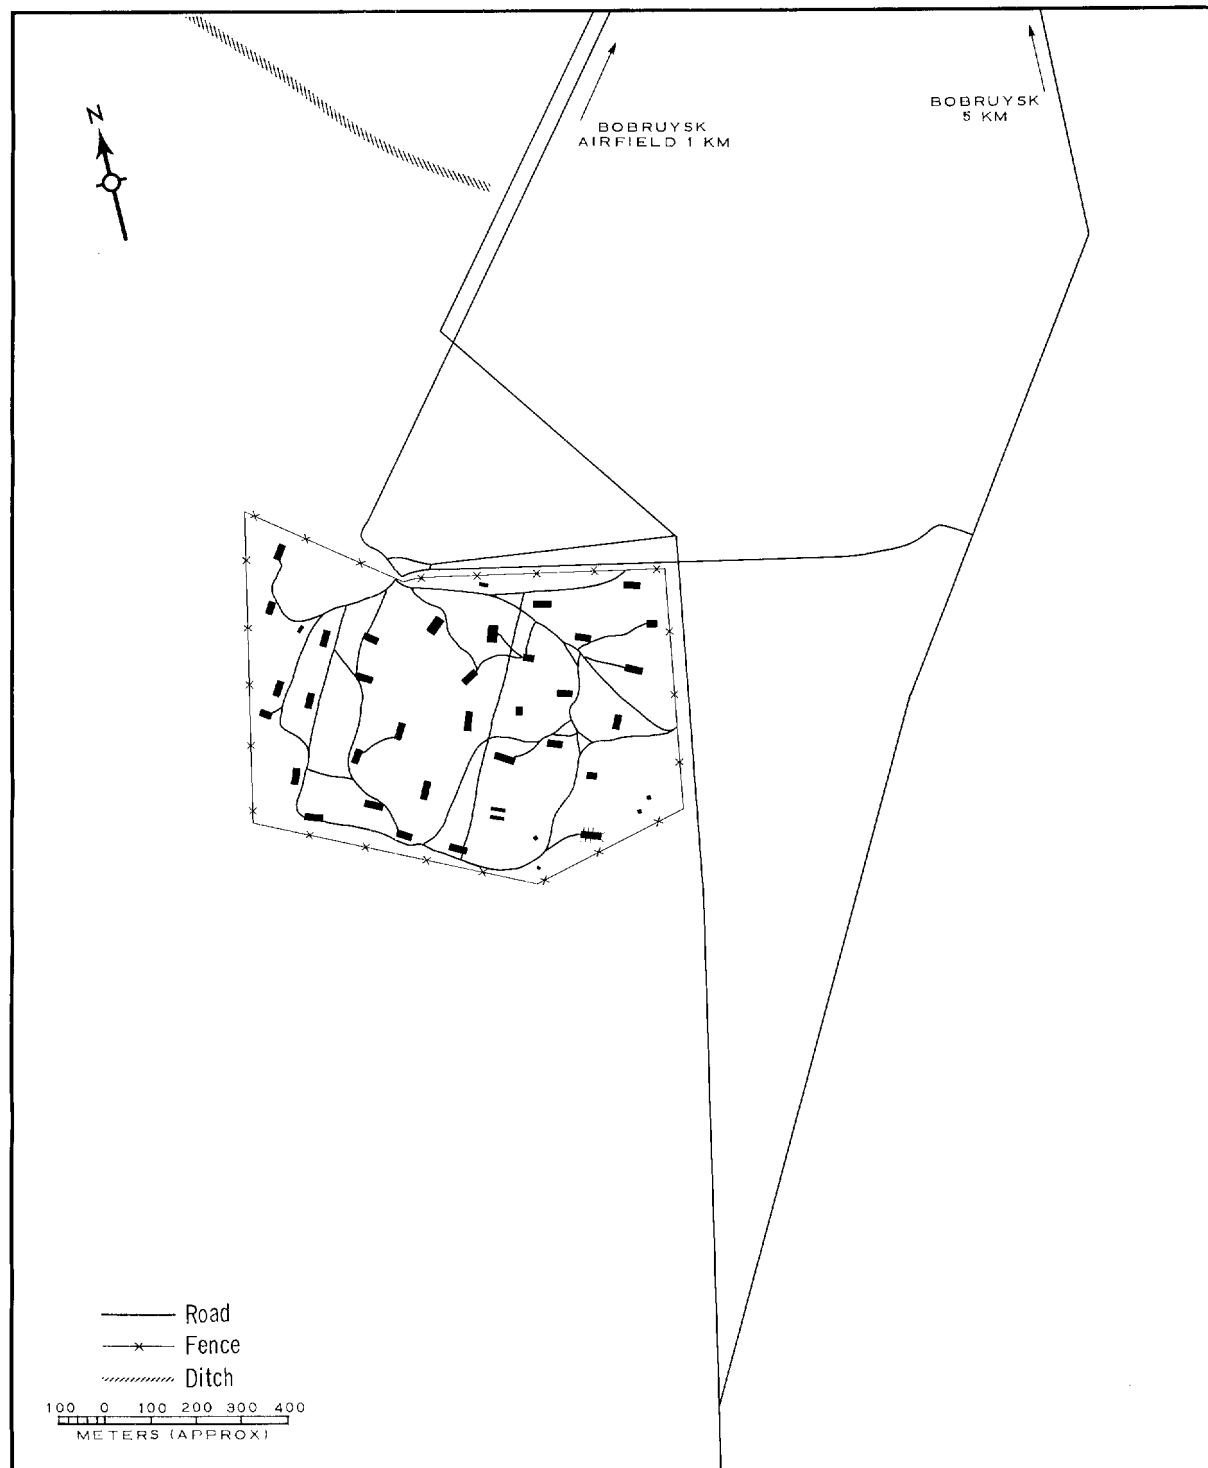 N
BOBRUYSK
AIRFIELD 1 KM
BOBRUYSK
5 KM
Road
Fence
Ditch
100 0 100 200 300 400
METERS (APPROX)